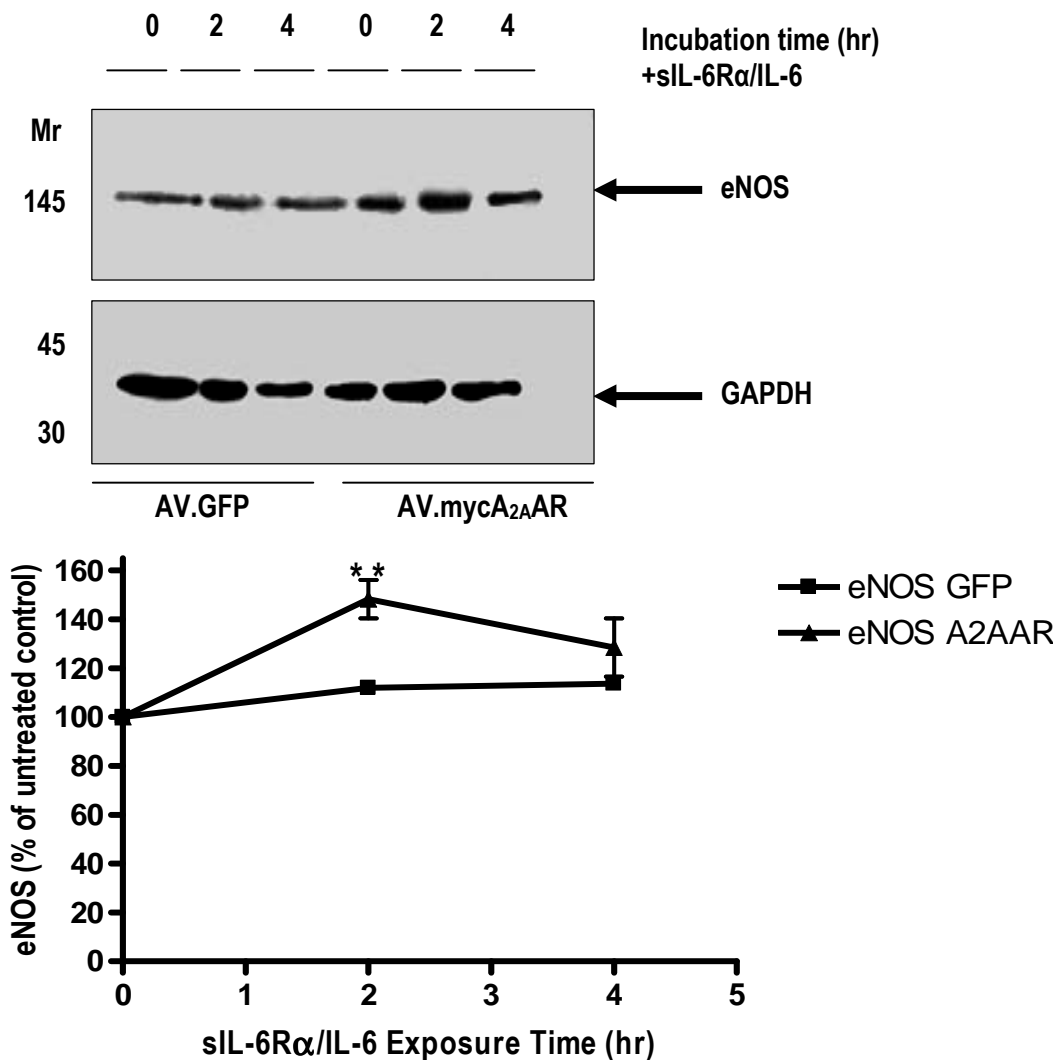 0 2 4 0 2 4
Incubation time (hr)
+sIL-6Rα/IL-6
Mr
145
eNOS
45
30
GAPDH
AV.GFP AV.mycA₂ₐAR
eNOS (% of untreated control)
160
140
120
100
80
60
40
20
0
**
eNOS GFP
eNOS A2AAR
0 1 2 3 4 5
sIL-6Rα/IL-6 Exposure Time (hr)